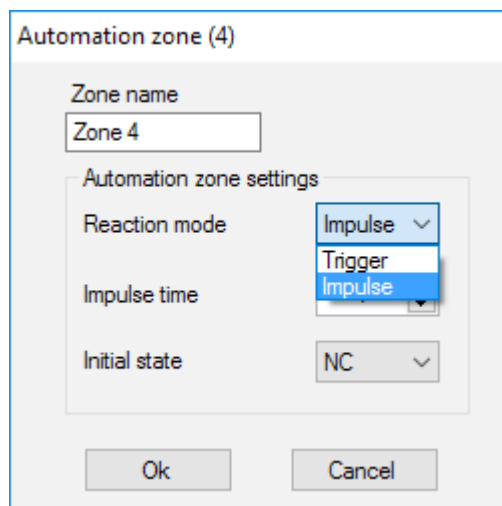 Automation zone (4)
Zone name
Zone 4
Automation zone settings
Reaction mode
Impulse
Trigger
Impulse
Impulse time
Initial state
NC
Ok
Cancel